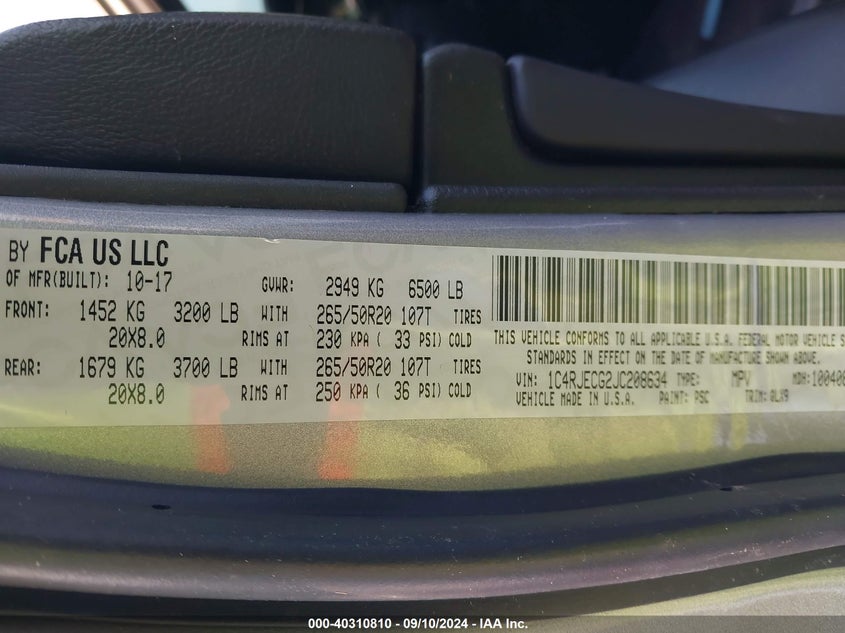 BY FCA US LLC
OF MFR(BUILT): 10-17 GVWR: 2949 KG 6500 LB
FRONT: 1452 KG 3200 LB WITH 265/50R20 107T TIRES
20X8.0 RIMS AT 230 KPA ( 33 PSI) COLD
REAR: 1679 KG 3700 LB WITH 265/50R20 107T TIRES
20X8.0 RIMS AT 250 KPA ( 36 PSI) COLD
THIS VEHICLE CONFORMS TO ALL APPLICABLE U.S.A. FEDERAL MOTOR VEHICLE S
STANDARDS IN EFFECT ON THE DATE OF MANUFACTURE SHOWN ABOVE.
VIN: 1C4RJECG2JC208634 TYPE: MPV MDH: 10040
VEHICLE MADE IN U.S.A. PAINT: PSC TRIM: QLX9
000-40310810 - 09/10/2024 - IAA Inc.